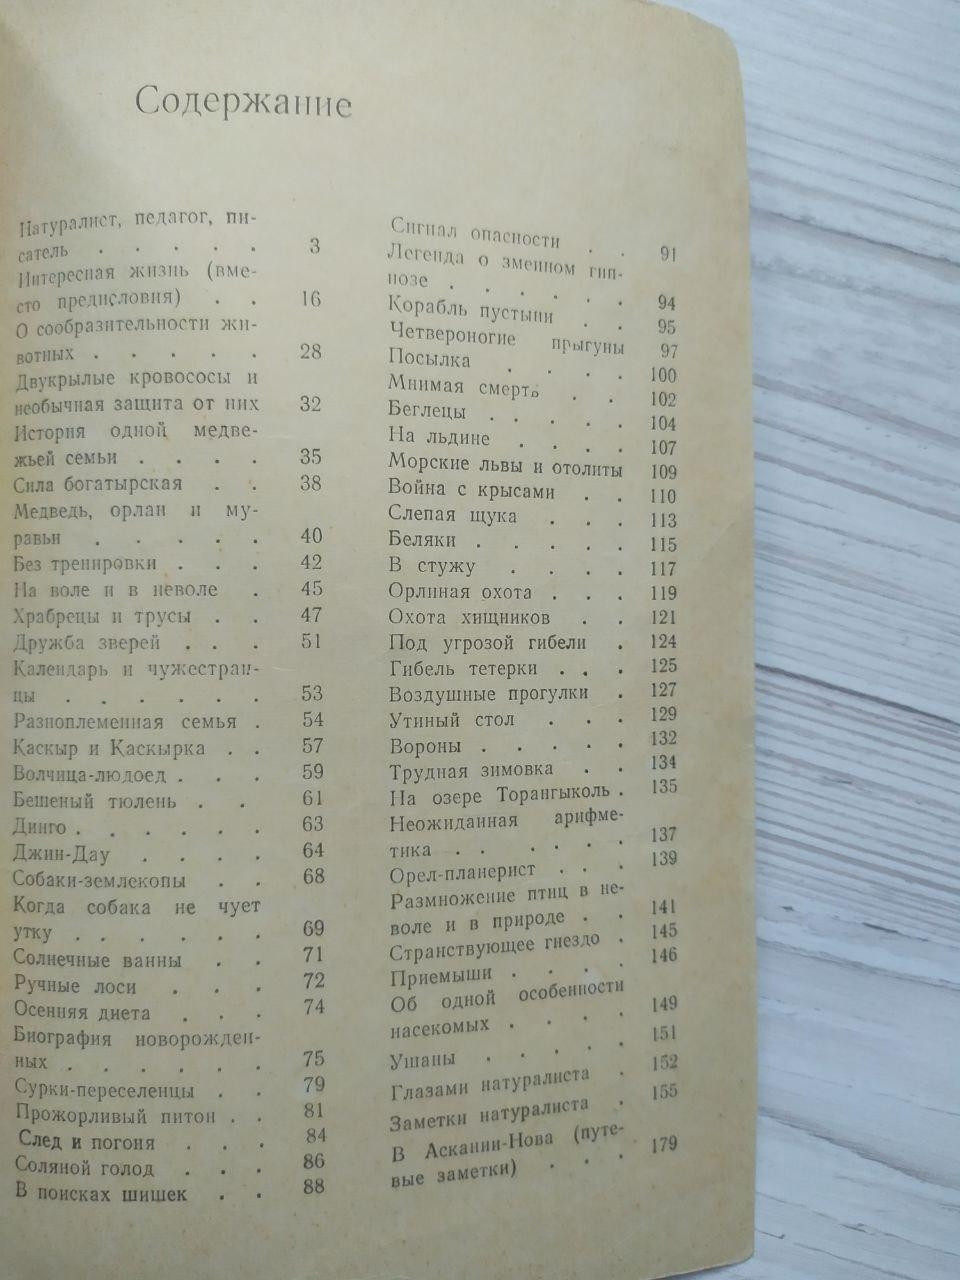 Содержание
Натуралист, педагог, пи-
сатель . . . . . 3
Интересная жизнь (вме-
сто предисловия) . . 16
О сообразительности жи-
вотных . . . . . 28
Двукрылые кровососы и
необычная защита от них 32
История одной медве-
жьей семьи . . . . 35
Сила богатырская . . 38
Медведь, орлан и му-
равьи . . . . . 40
Без тренировки . . . 42
На воле и в неволе . 45
Храбрецы и трусы . . 47
Дружба зверей . . . 51
Календарь и чужестран-
цы . . . . . . 53
Разноплеменная семья . 54
Каскыр и Каскырка . . 57
Волчица-людоед . . . 59
Бешеный тюлень . . 61
Динго . . . . . . 63
Джин-Дау . . . . 64
Собаки-землекопы . . 68
Когда собака не чует
утку . . . . . . 69
Солнечные ванны . . 71
Ручные лоси . . . 72
Осенняя диета . . . 74
Биография новорожден-
ных . . . . . . 75
Сурки-переселенцы . . 79
Прожорливый питон . . 81
След и погоня . . . 84
Соляной голод . . . 86
В поисках шишек . . 88
Сигнал опасности . . 91
Легенда о змеином гип-
нозе . . . . . . 94
Корабль пустыни . . 95
Четвероногие прыгуны 97
Посылка . . . . 100
Мнимая смерть . . 102
Беглецы . . . . . 104
На льдине . . . . 107
Морские львы и отолиты 109
Война с крысами . . 110
Слепая щука . . . 113
Беляки . . . . . 115
В стужу . . . . 117
Орлиная охота . . . 119
Охота хищников . . 121
Под угрозой гибели . 124
Гибель тетерки . . . 125
Воздушные прогулки . 127
Утиный стол . . . 129
Вороны . . . . . 132
Трудная зимовка . . 134
На озере Торангыколь . 135
Неожиданная арифме-
тика . . . . . . 137
Орел-планерист . . . 139
Размножение птиц в не-
воле и в природе . . 141
Странствующее гнездо . 145
Приемыши . . . . 146
Об одной особенности
насекомых . . . . 149
Ушаны . . . . . 151
Глазами натуралиста . 152
Заметки натуралиста . 155
В Аскании-Нова (путе-
вые заметки) . . . 179